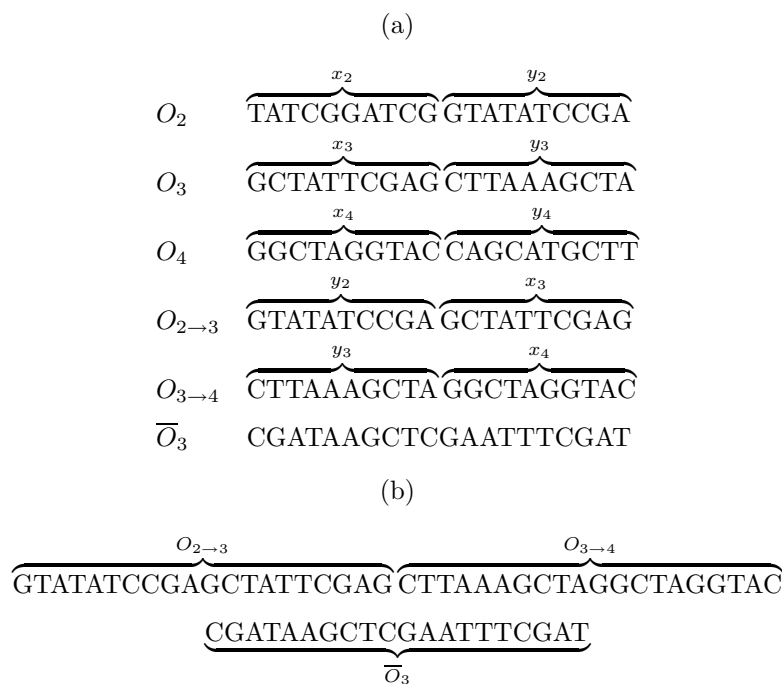 (a)
x₂ y₂
O₂ TATCGGATCG GTATATCCGA
x₃ y₃
O₃ GCTATTCGAG CTTAAAGCTA
x₄ y₄
O₄ GGCTAGGTAC CAGCATGCTT
y₂ x₃
O₂→₃ GTATATCCGA GCTATTCGAG
y₃ x₄
O₃→₄ CTTAAAGCTA GGCTAGGTAC
O̅₃ CGATAAGCTCGAATTTCGAT
(b)
O₂→₃ O₃→₄
GTATATCCGAGCTATTCGAG CTTAAAGCTAGGCTAGGTAC
CGATAAGCTCGAATTTCGAT
O̅₃